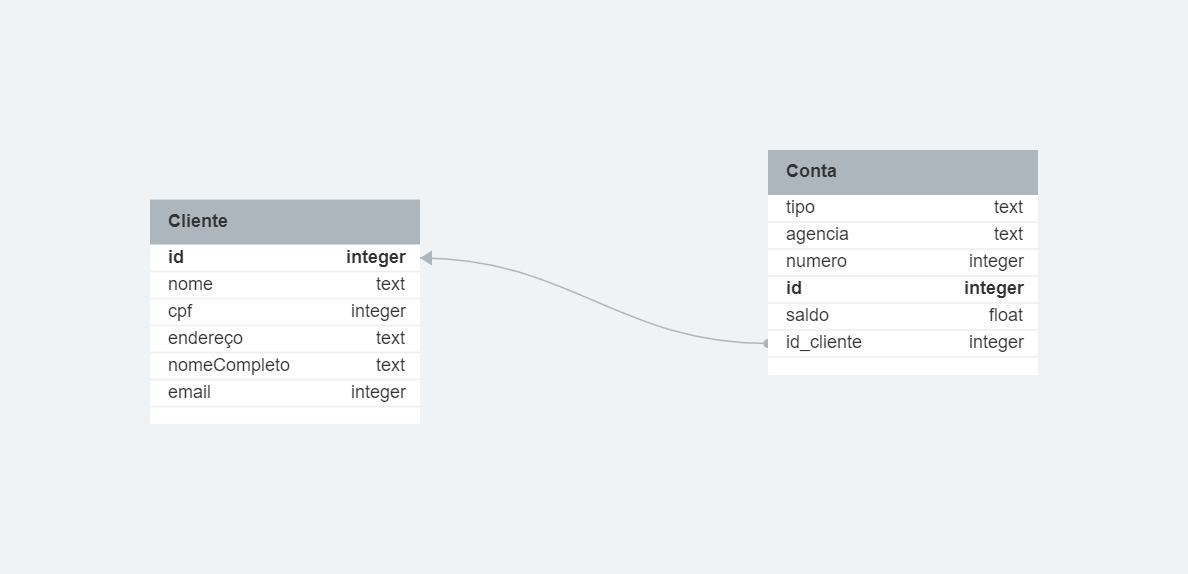 Cliente
id integer
nome text
cpf integer
endereço text
nomeCompleto text
email integer
Conta
tipo text
agencia text
numero integer
id integer
saldo float
id_cliente integer